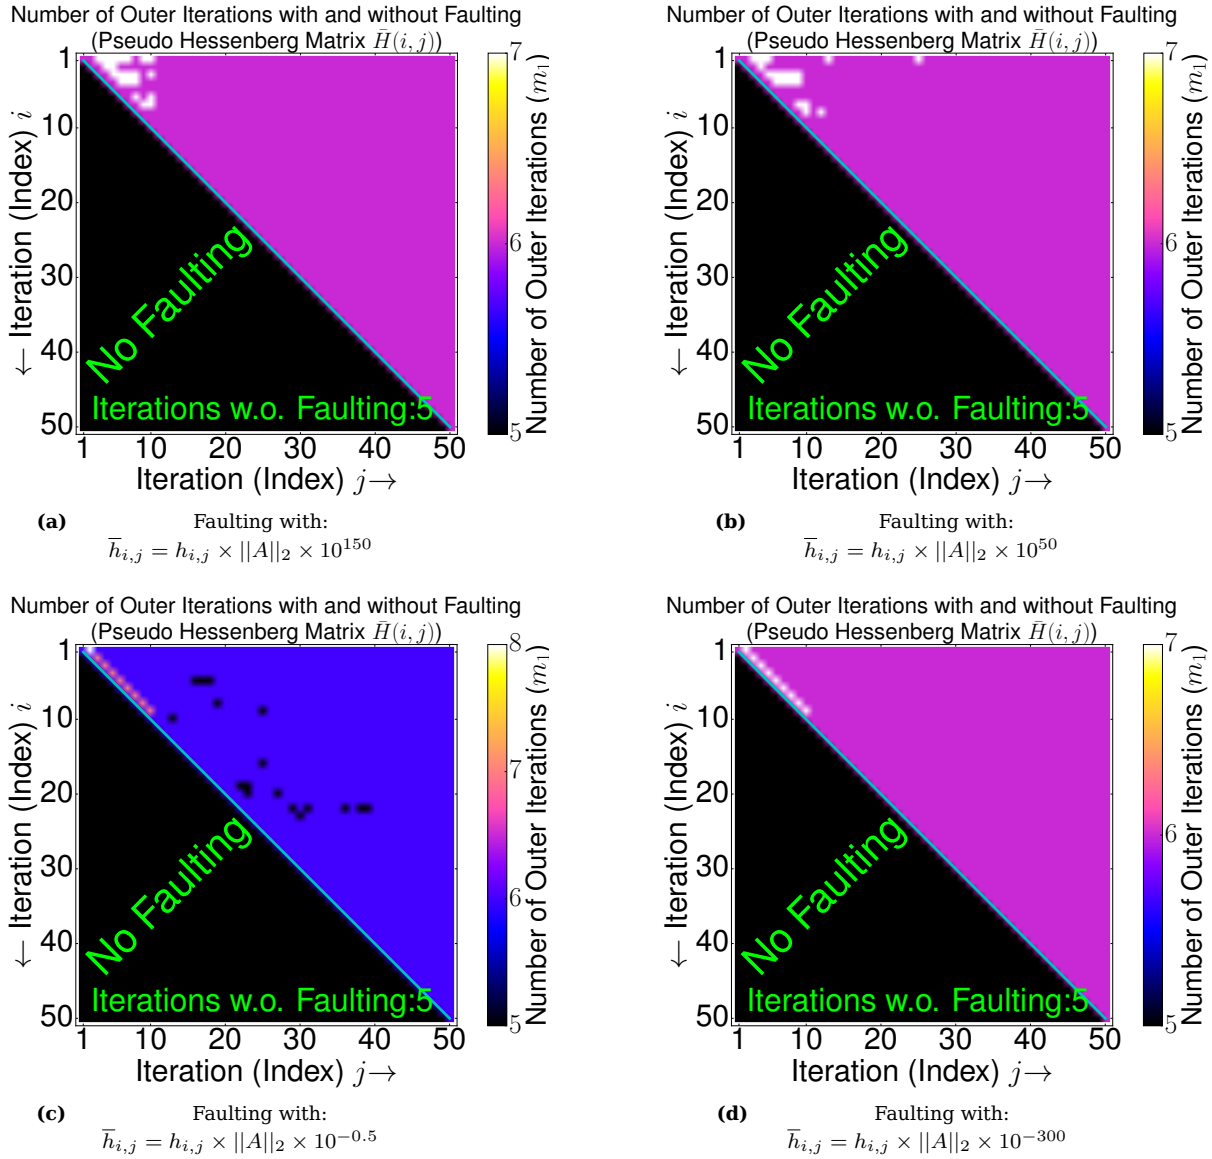 Number of Outer Iterations with and without Faulting
(Pseudo Hessenberg Matrix H̄(i, j))
1
10
20
30
40
50
← Iteration (Index) i
1 10 20 30 40 50
Iteration (Index) j→
No Faulting
Iterations w.o. Faulting:5
7
6
5
Number of Outer Iterations (m₁)
(a) Faulting with:
h̄ᵢ,ⱼ = hᵢ,ⱼ × ||A||₂ × 10¹⁵⁰
Number of Outer Iterations with and without Faulting
(Pseudo Hessenberg Matrix H̄(i, j))
1
10
20
30
40
50
← Iteration (Index) i
1 10 20 30 40 50
Iteration (Index) j→
No Faulting
Iterations w.o. Faulting:5
7
6
5
Number of Outer Iterations (m₁)
(b) Faulting with:
h̄ᵢ,ⱼ = hᵢ,ⱼ × ||A||₂ × 10⁵⁰
Number of Outer Iterations with and without Faulting
(Pseudo Hessenberg Matrix H̄(i, j))
1
10
20
30
40
50
← Iteration (Index) i
1 10 20 30 40 50
Iteration (Index) j→
No Faulting
Iterations w.o. Faulting:5
8
7
6
5
Number of Outer Iterations (m₁)
(c) Faulting with:
h̄ᵢ,ⱼ = hᵢ,ⱼ × ||A||₂ × 10⁻⁰·⁵
Number of Outer Iterations with and without Faulting
(Pseudo Hessenberg Matrix H̄(i, j))
1
10
20
30
40
50
← Iteration (Index) i
1 10 20 30 40 50
Iteration (Index) j→
No Faulting
Iterations w.o. Faulting:5
7
6
5
Number of Outer Iterations (m₁)
(d) Faulting with:
h̄ᵢ,ⱼ = hᵢ,ⱼ × ||A||₂ × 10⁻³⁰⁰